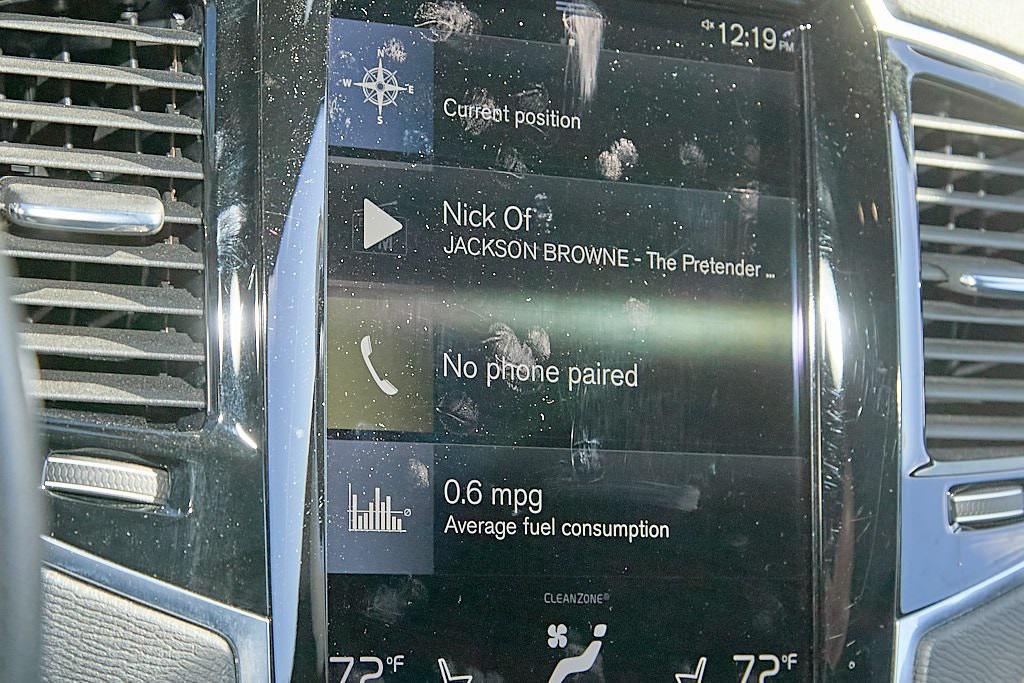 12:19 PM
N
W E
S
Current position
Nick Of
JACKSON BROWNE - The Pretender ...
No phone paired
0.6 mpg
Average fuel consumption
CLEANZONE®
72°F 72°F